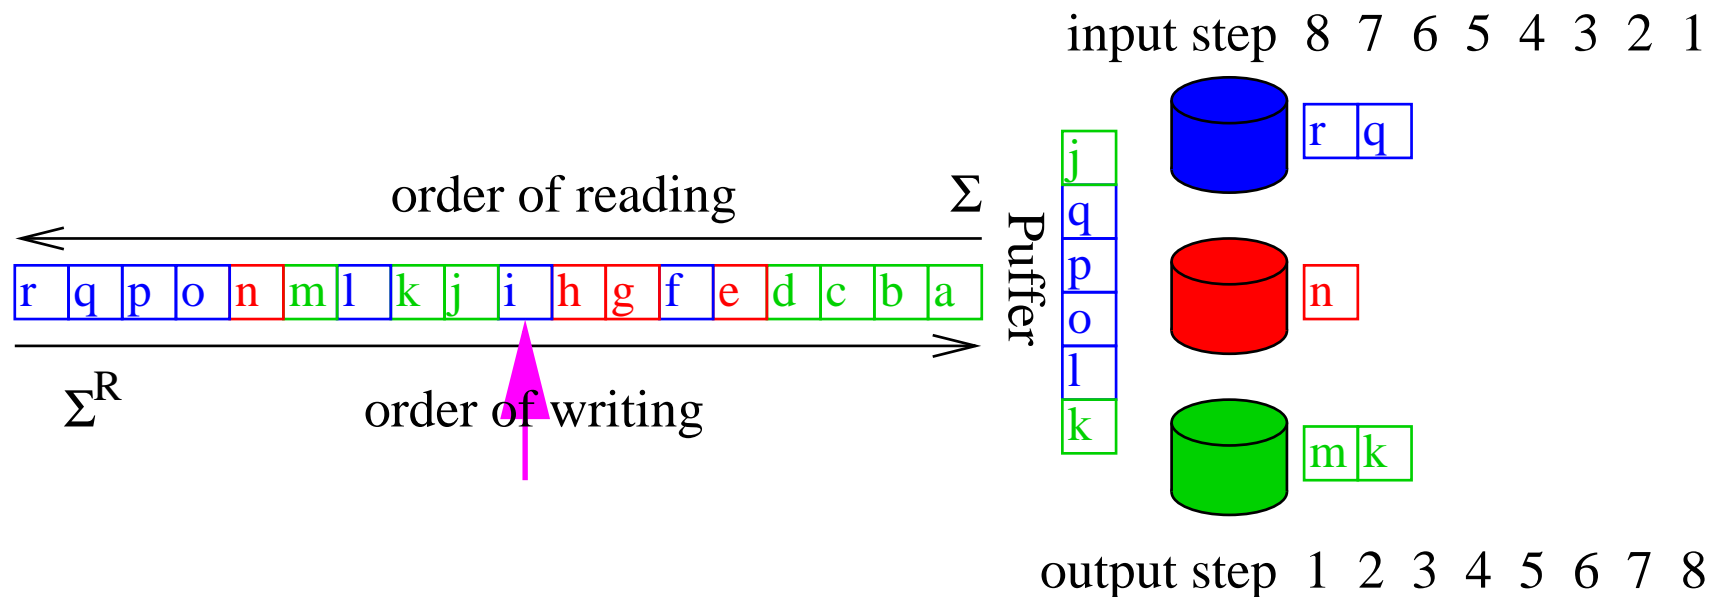 input step 8 7 6 5 4 3 2 1
r q
j
order of reading Σ
q
Puffer
p
r q p o n m l k j i h g f e d c b a
n
o
l
Σ^R order of writing
k
m k
output step 1 2 3 4 5 6 7 8